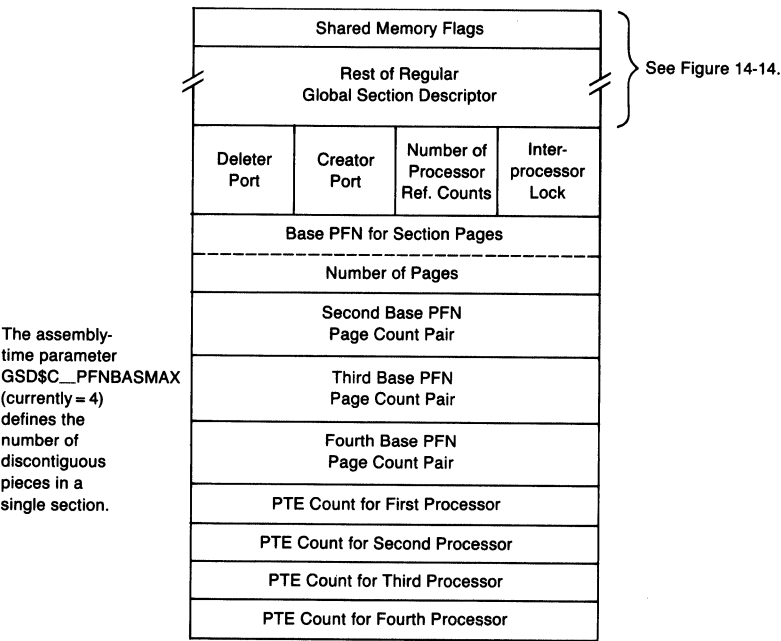 Shared Memory Flags
See Figure 14-14.
Rest of Regular
Global Section Descriptor
Deleter
Port
Creator
Port
Number of
Processor
Ref. Counts
Inter-
processor
Lock
Base PFN for Section Pages
Number of Pages
Second Base PFN
Page Count Pair
The assembly-
time parameter
GSD$C__PFNBASMAX
(currently = 4)
defines the
number of
discontiguous
pieces in a
single section.
Third Base PFN
Page Count Pair
Fourth Base PFN
Page Count Pair
PTE Count for First Processor
PTE Count for Second Processor
PTE Count for Third Processor
PTE Count for Fourth Processor